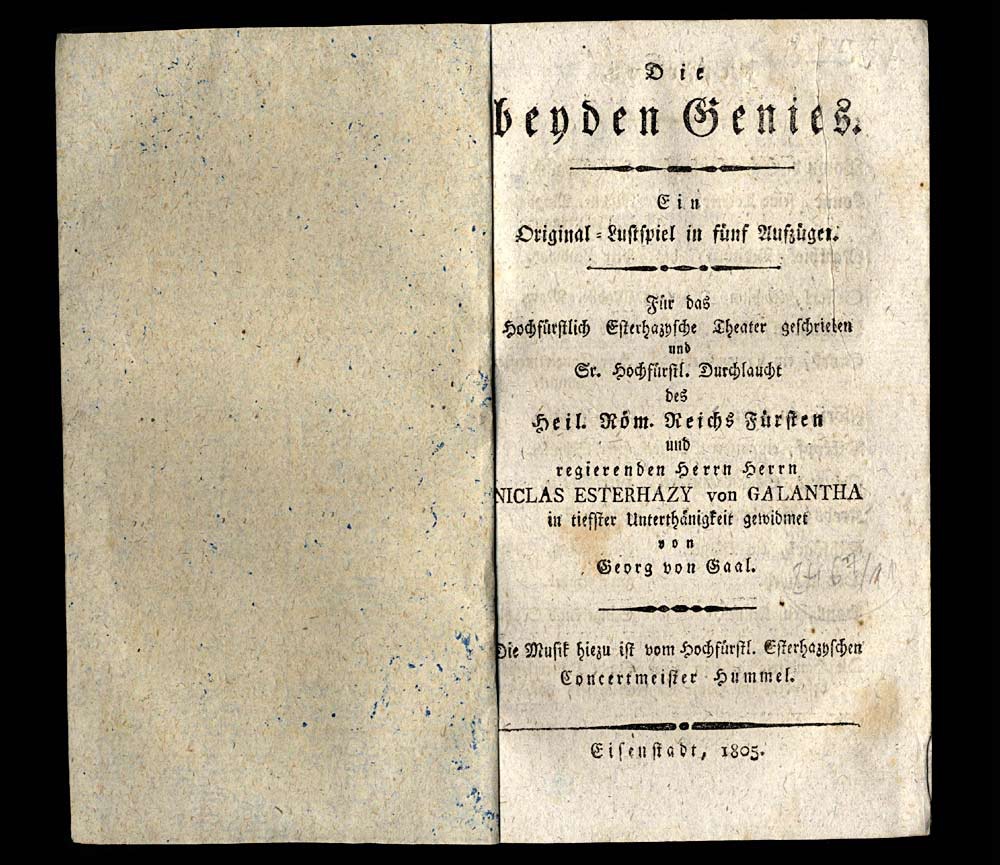 Die
beyden Genies.
Ein
Original-Lustspiel in fünf Aufzügen.
Für das
Hochfürstlich Esterhazysche Theater geschrieben
und
Sr. Hochfürstl. Durchlaucht
des
Heil. Röm. Reichs Fürsten
und
regierenden Herrn Herrn
NICLAS ESTERHÁZY von GALANTHA
in tiefster Unterthänigkeit gewidmet
von
Georg von Gaal.
Die Musik hiezu ist vom Hochfürstl. Esterhazyschen
Concertmeister Hummel.
Eisenstadt, 1805.